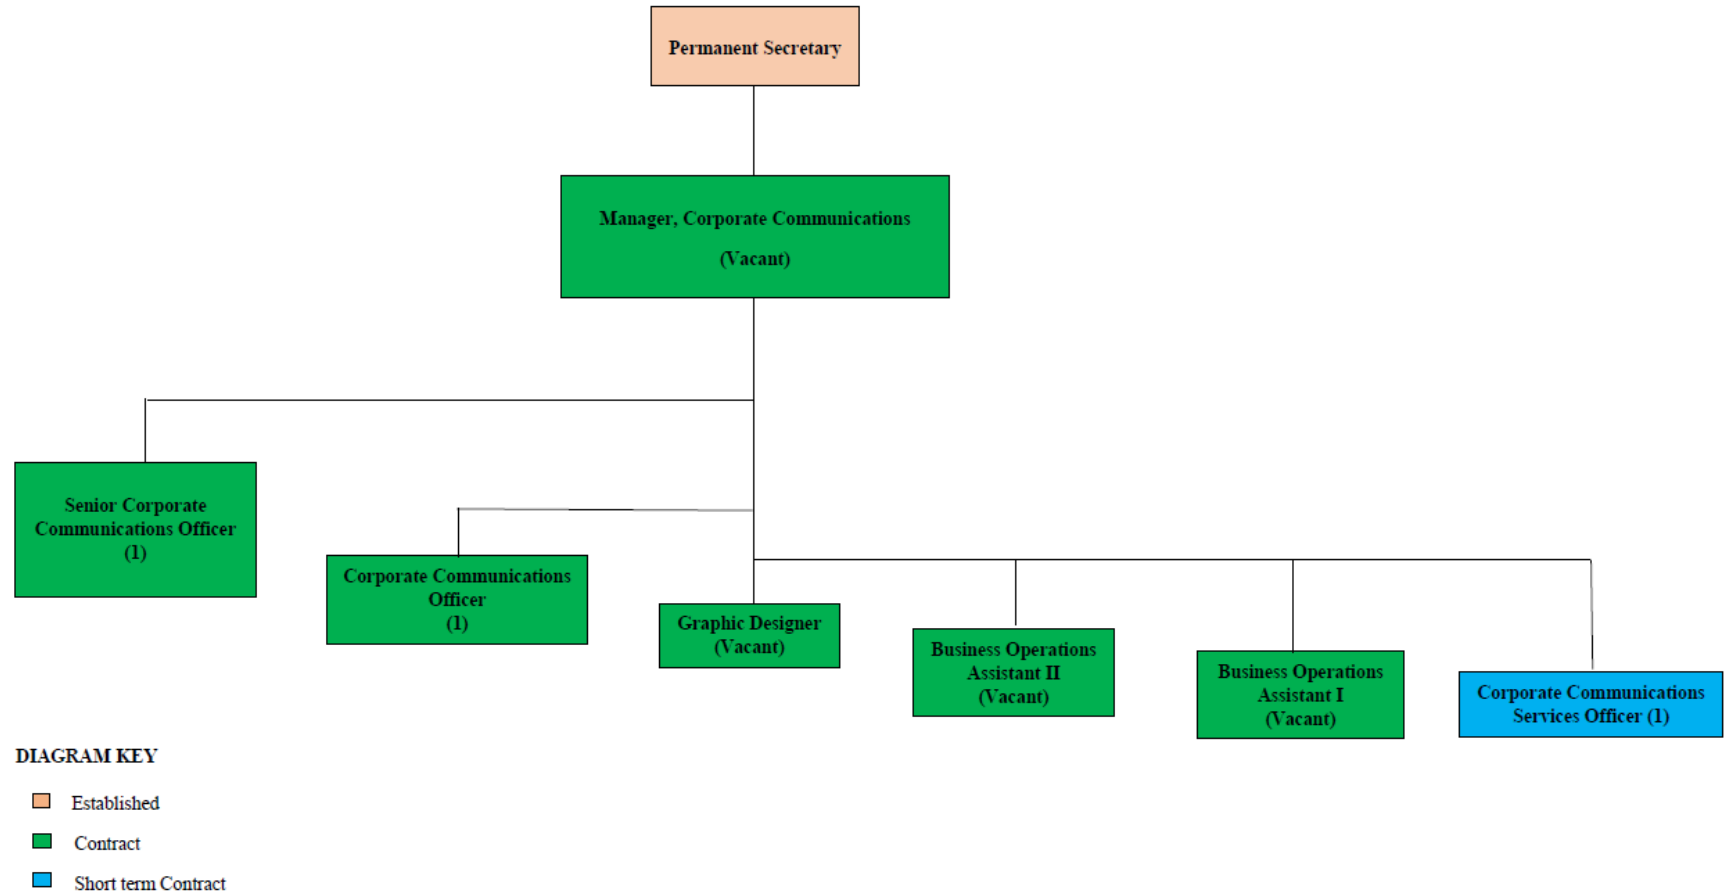 Permanent Secretary
Manager, Corporate Communications
(Vacant)
Senior Corporate
Communications Officer
(1)
Corporate Communications
Officer
(1)
Graphic Designer
(Vacant)
Business Operations
Assistant II
(Vacant)
Business Operations
Assistant I
(Vacant)
Corporate Communications
Services Officer (1)
DIAGRAM KEY
Established
Contract
Short term Contract